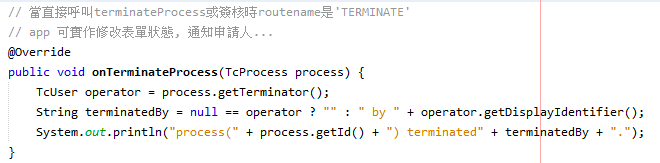 // 當直接呼叫terminateProcess或簽核時routename是'TERMINATE'
// app 可實作修改表單狀態, 通知申請人...
@Override
public void onTerminateProcess(TcProcess process) {
    TcUser operator = process.getTerminator();
    String terminatedBy = null == operator ? "" : " by " + operator.getDisplayIdentifier();
    System.out.println("process(" + process.getId() + ") terminated" + terminatedBy + ".");
}